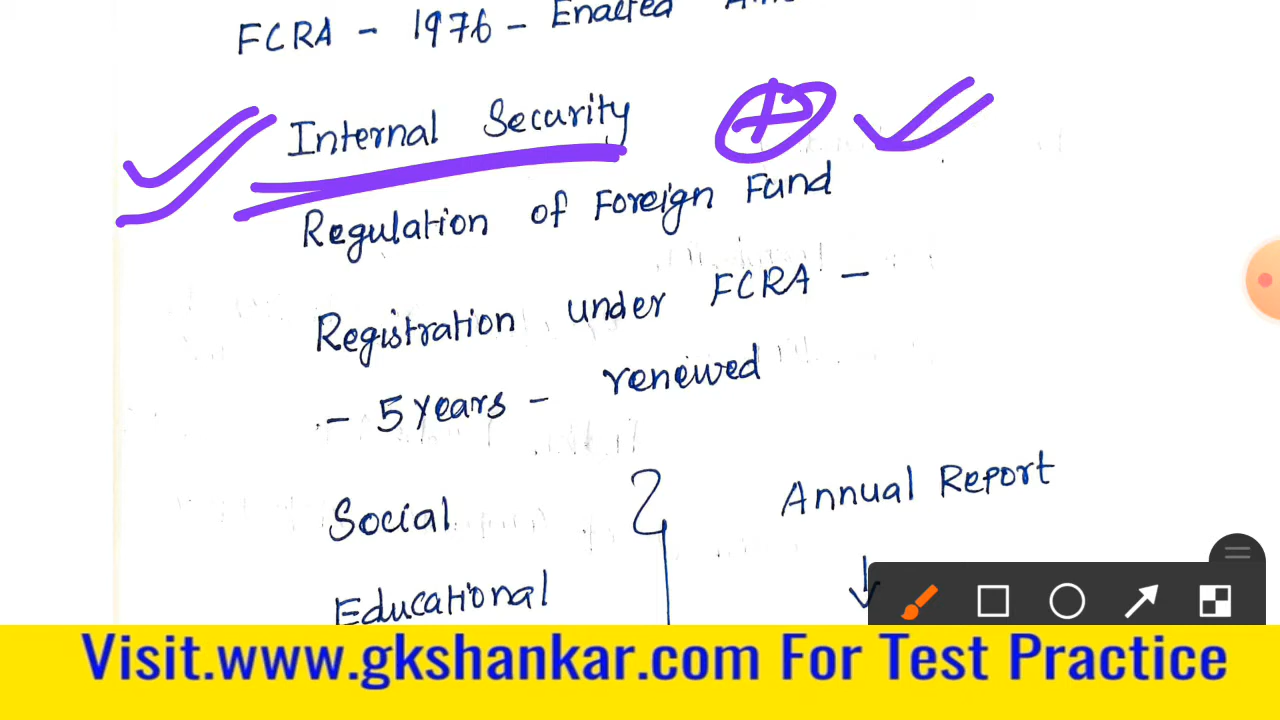 FCRA - 1976 - Enacted
Internal Security
Regulation of Foreign Fund
Registration under FCRA -
- 5 Years - renewed
Social
Annual Report
Educational
Visit.www.gkshankar.com For Test Practice